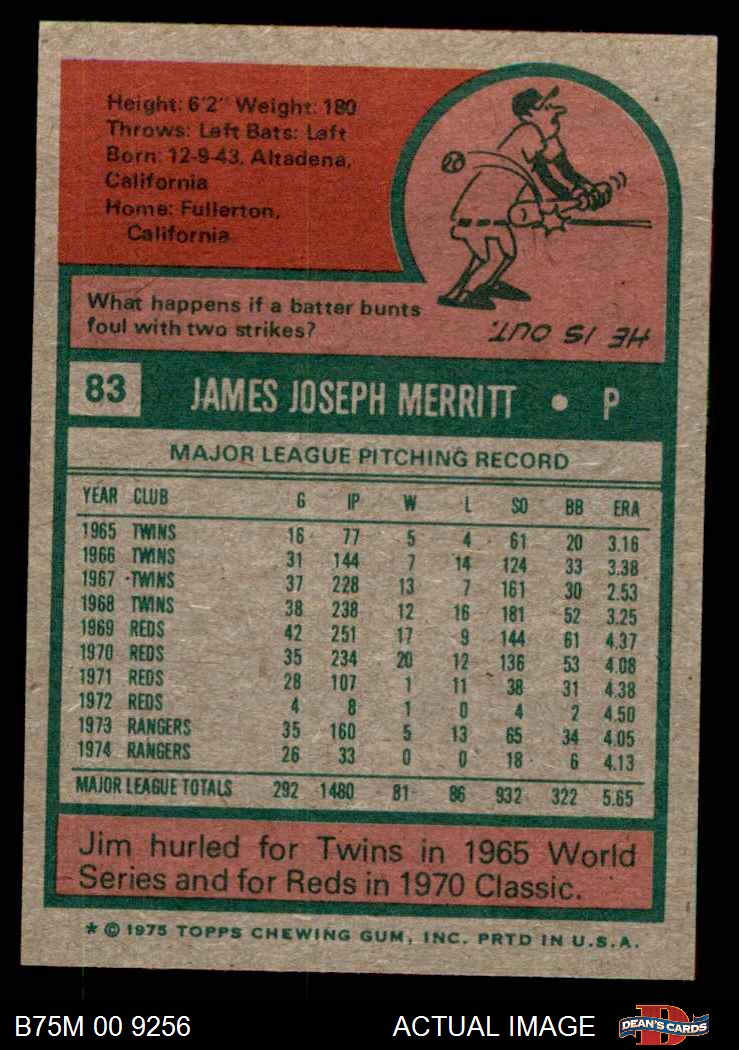 Height: 6'2" Weight: 180
Throws: Left Bats: Left
Born: 12-9-43, Altadena,
California
Home: Fullerton,
California
What happens if a batter bunts
foul with two strikes?
HE IS OUT.
83 JAMES JOSEPH MERRITT • P
MAJOR LEAGUE PITCHING RECORD
YEAR CLUB G IP W L SO BB ERA
1965 TWINS 16 77 5 4 61 20 3.16
1966 TWINS 31 144 7 14 124 33 3.38
1967 TWINS 37 228 13 7 161 30 2.53
1968 TWINS 38 238 12 16 181 52 3.25
1969 REDS 42 251 17 9 144 61 4.37
1970 REDS 35 234 20 12 136 53 4.08
1971 REDS 28 107 1 11 38 31 4.38
1972 REDS 4 8 1 0 4 2 4.50
1973 RANGERS 35 160 5 13 65 34 4.05
1974 RANGERS 26 33 0 0 18 6 4.13
MAJOR LEAGUE TOTALS 292 1480 81 86 932 322 5.65
Jim hurled for Twins in 1965 World
Series and for Reds in 1970 Classic.
* © 1975 TOPPS CHEWING GUM, INC. PRTD IN U.S.A.
B75M 00 9256 ACTUAL IMAGE D DEAN'S CARDS